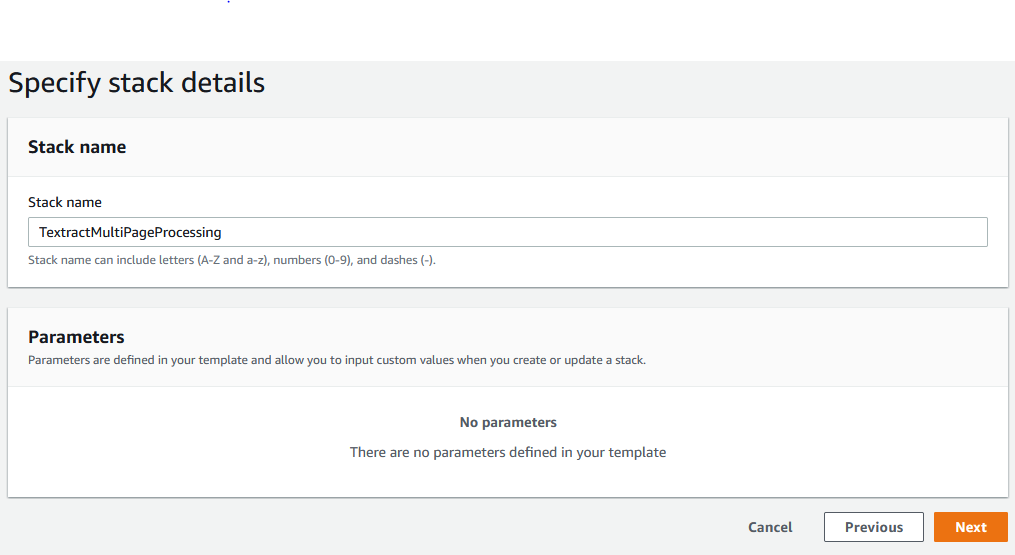 Specify stack details
Stack name
Stack name
TextractMultiPageProcessing
Stack name can include letters (A-Z and a-z), numbers (0-9), and dashes (-).
Parameters
Parameters are defined in your template and allow you to input custom values when you create or update a stack.
No parameters
There are no parameters defined in your template
Cancel Previous Next